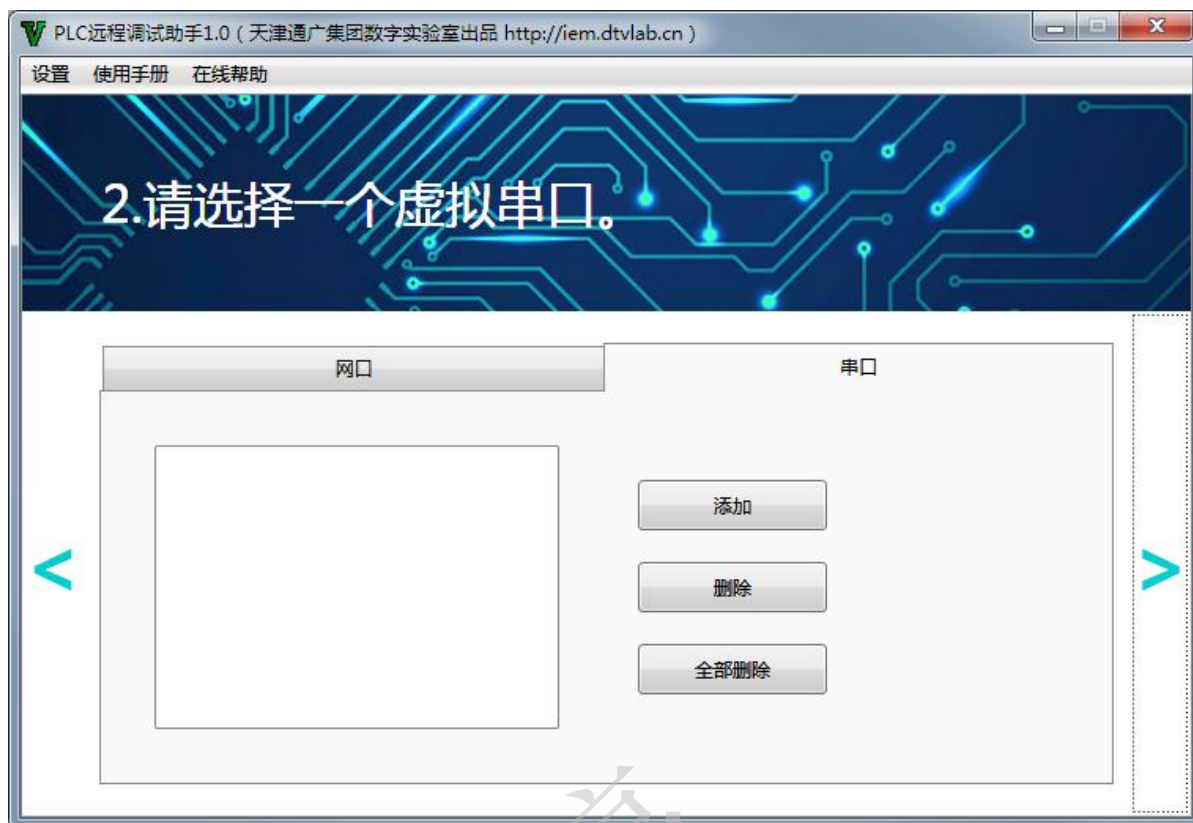 PLC远程调试助手1.0（天津通广集团数字实验室出品 http://iem.dtvlab.cn）
设置 使用手册 在线帮助
2.请选择一个虚拟串口。
网口 串口
添加
<
>
删除
全部删除